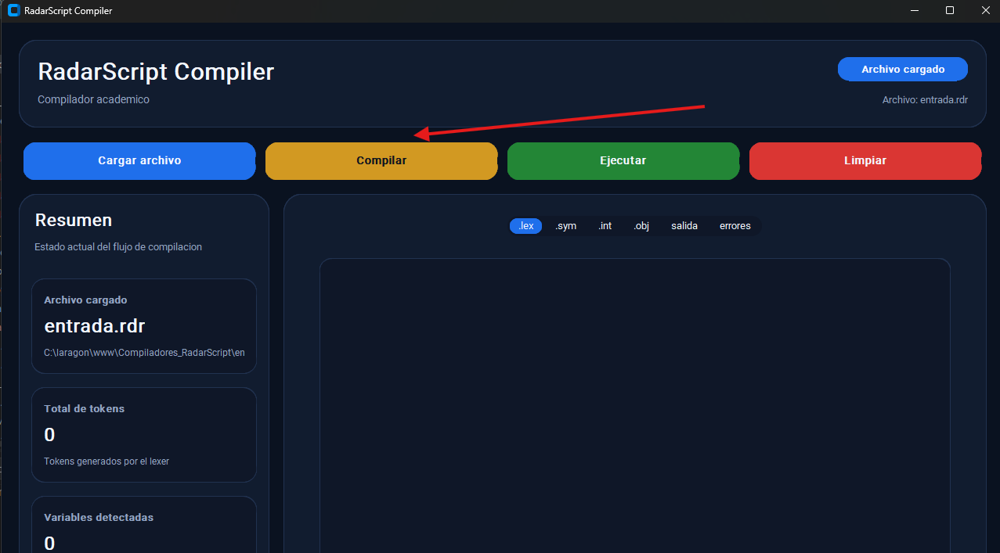 RadarScript Compiler
RadarScript Compiler
Archivo cargado
Compilador academico
Archivo: entrada.rdr
Cargar archivo
Compilar
Ejecutar
Limpiar
Resumen
Estado actual del flujo de compilacion
.lex
.sym
.int
.obj
salida
errores
Archivo cargado
entrada.rdr
C:\laragon\www\Compiladores_RadarScript\en
Total de tokens
0
Tokens generados por el lexer
Variables detectadas
0